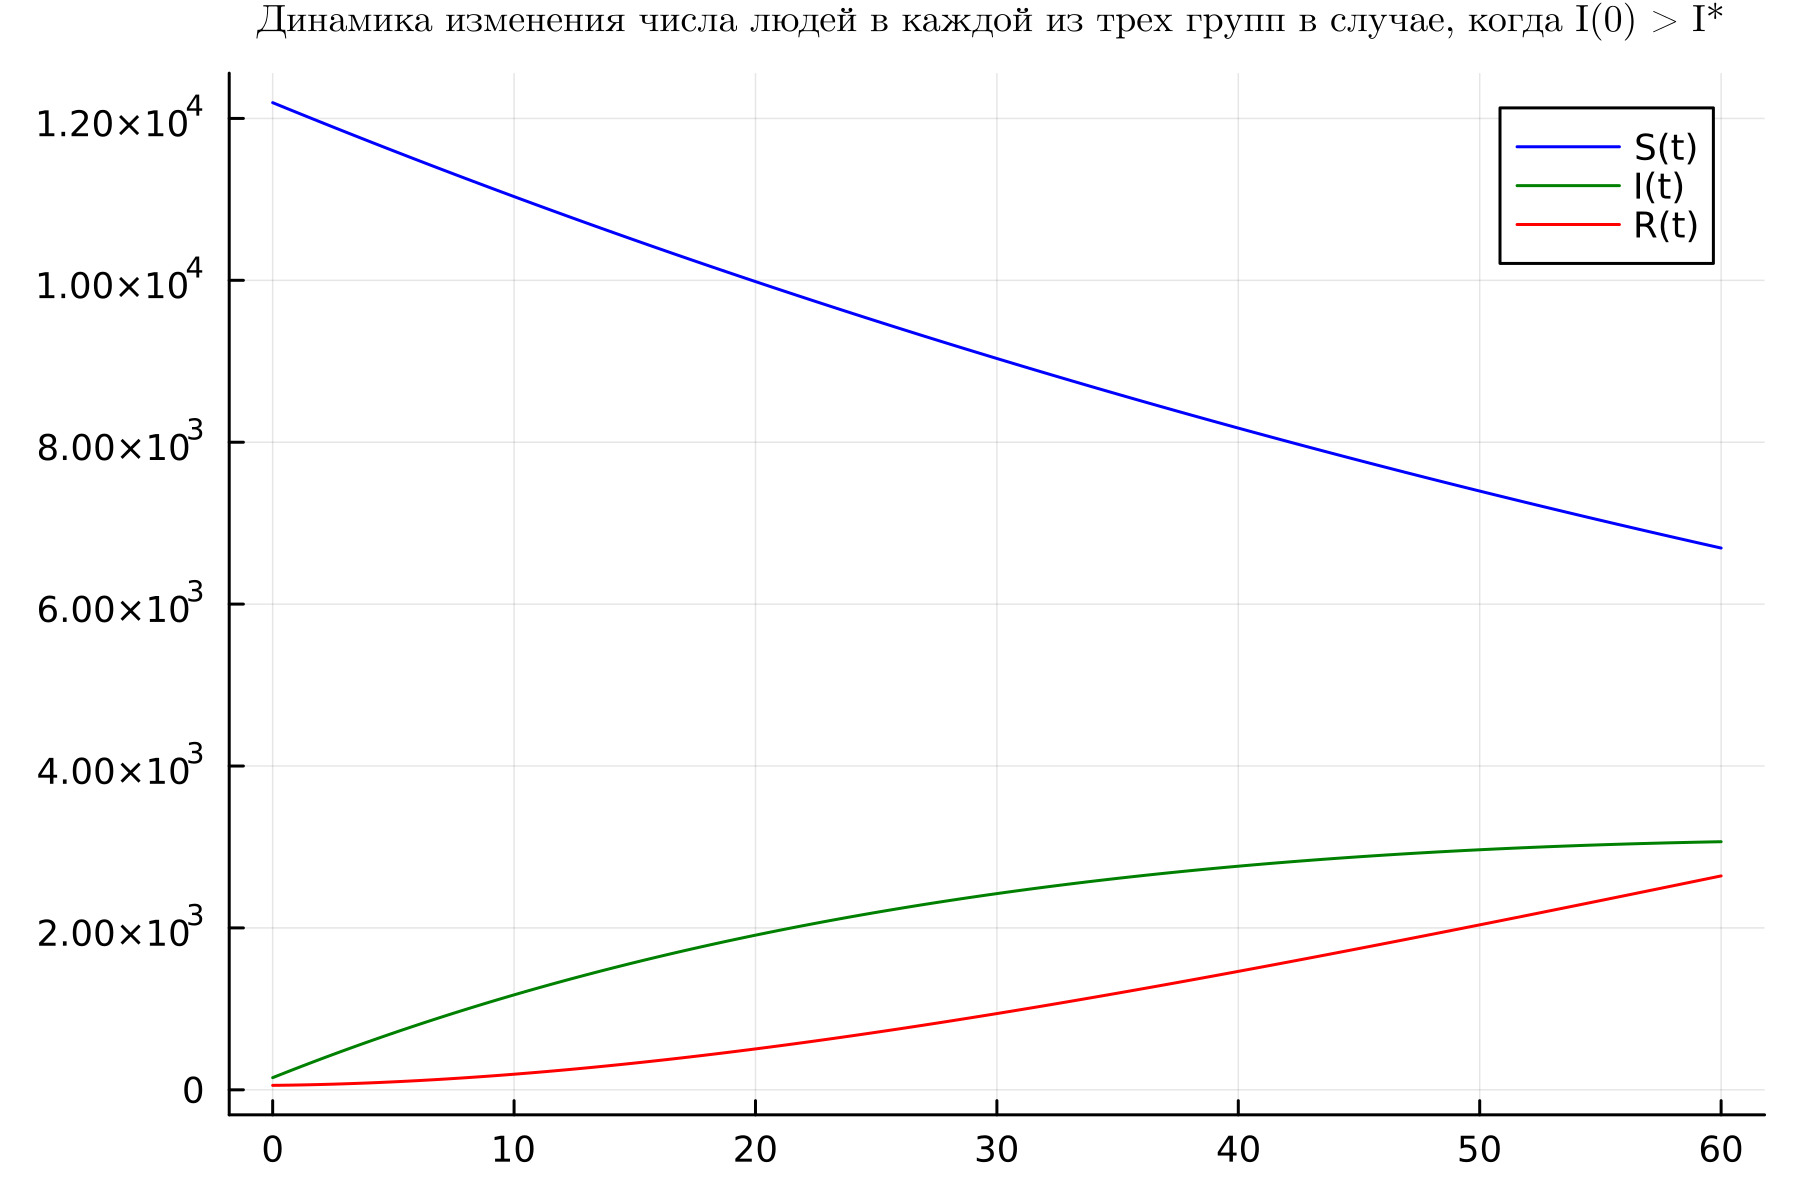 Динамика изменения числа людей в каждой из трех групп в случае, когда I(0) > I*
1.20×10⁴
1.00×10⁴
8.00×10³
6.00×10³
4.00×10³
2.00×10³
0
S(t)
I(t)
R(t)
0 10 20 30 40 50 60